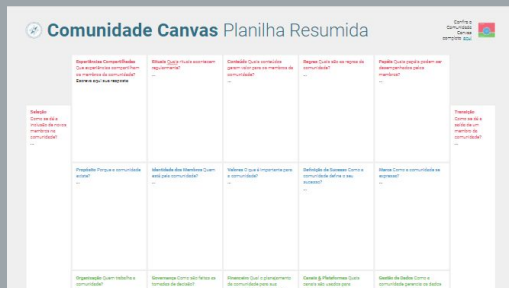 Comunidade Canvas Planilha Resumida
Confira o
Comunidade
Canvas
completo aqui
Experiências Compartilhadas
Que experiências compartilham
os membros da comunidade?
Escreva aqui sua resposta
Rituais Quais rituais acontecem
regularmente?
...
Conteúdo Quais conteúdos
geram valor para os membros da
comunidade?
...
Regras Quais são as regras da
comunidade?
...
Papéis Quais papéis podem ser
desempenhados pelos
membros?
...
Seleção
Como se dá a
inclusão de novos
membros na
comunidade?
...
Transição
Como se dá a
saída de um
membro da
comunidade?
...
Propósito Porque a comunidade
existe?
...
Identidade dos Membros Quem
está pela comunidade?
...
Valores O que é importante para
a comunidade?
...
Definição de Sucesso Como a
comunidade define o seu
sucesso?
...
Marca Como a comunidade se
expressa?
...
Organização Quem trabalha a
comunidade?
Governança Como são feitas as
tomadas de decisão?
Financeiro Qual o planejamento
da comunidade para sua
Canais & Plataformas Quais
canais são usados para
Gestão de Dados Como a
comunidade gerencia os dados